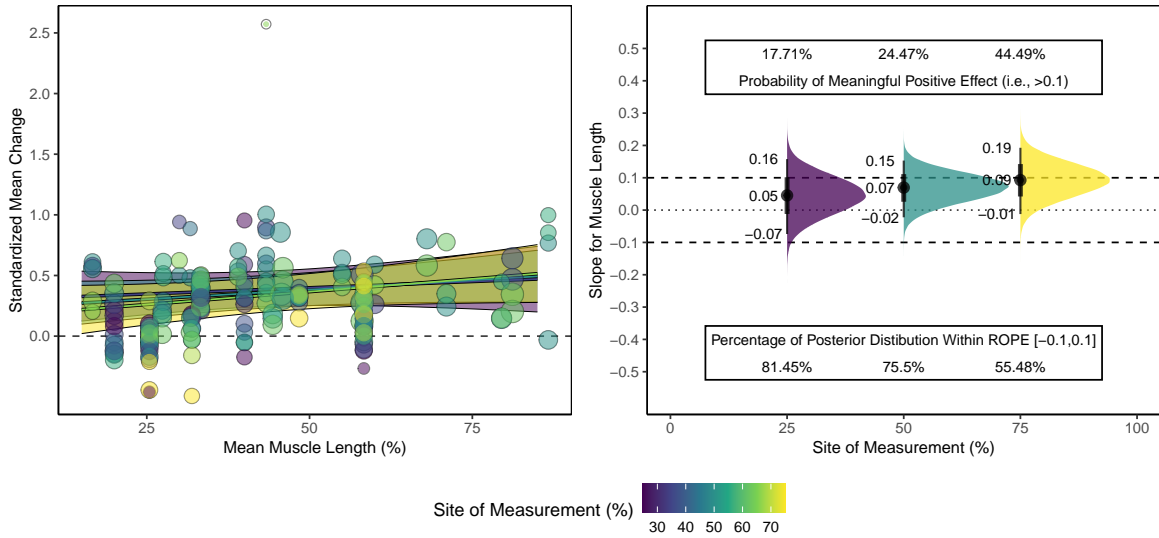 2.5
2.0
1.5
1.0
0.5
0.0
Standardized Mean Change
25 50 75
Mean Muscle Length (%)
0.5
0.4
0.3
0.2
0.1
0.0
−0.1
−0.2
−0.3
−0.4
−0.5
Slope for Muscle Length
17.71% 24.47% 44.49%
Probability of Meaningful Positive Effect (i.e., >0.1)
0.16
0.05
−0.07
0.15
0.07
−0.02
0.19
0.09
−0.01
Percentage of Posterior Distibution Within ROPE [−0.1,0.1]
81.45% 75.5% 55.48%
0 25 50 75 100
Site of Measurement (%)
Site of Measurement (%)
30 40 50 60 70